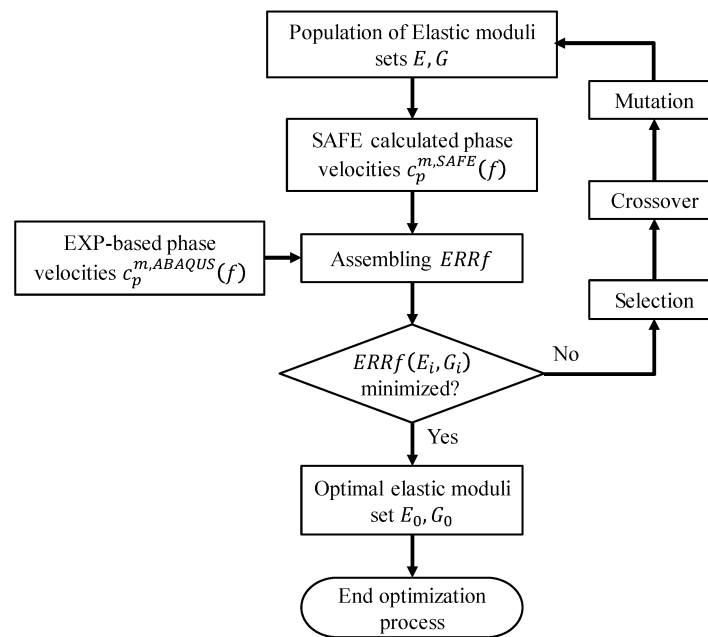 Population of Elastic moduli
sets E, G
Mutation
SAFE calculated phase
velocities c_p^{m,SAFE}(f)
Crossover
EXP-based phase
velocities c_p^{m,ABAQUS}(f)
Assembling ERRf
Selection
ERRf(E_i, G_i)
minimized?
No
Yes
Optimal elastic moduli
set E_0, G_0
End optimization
process